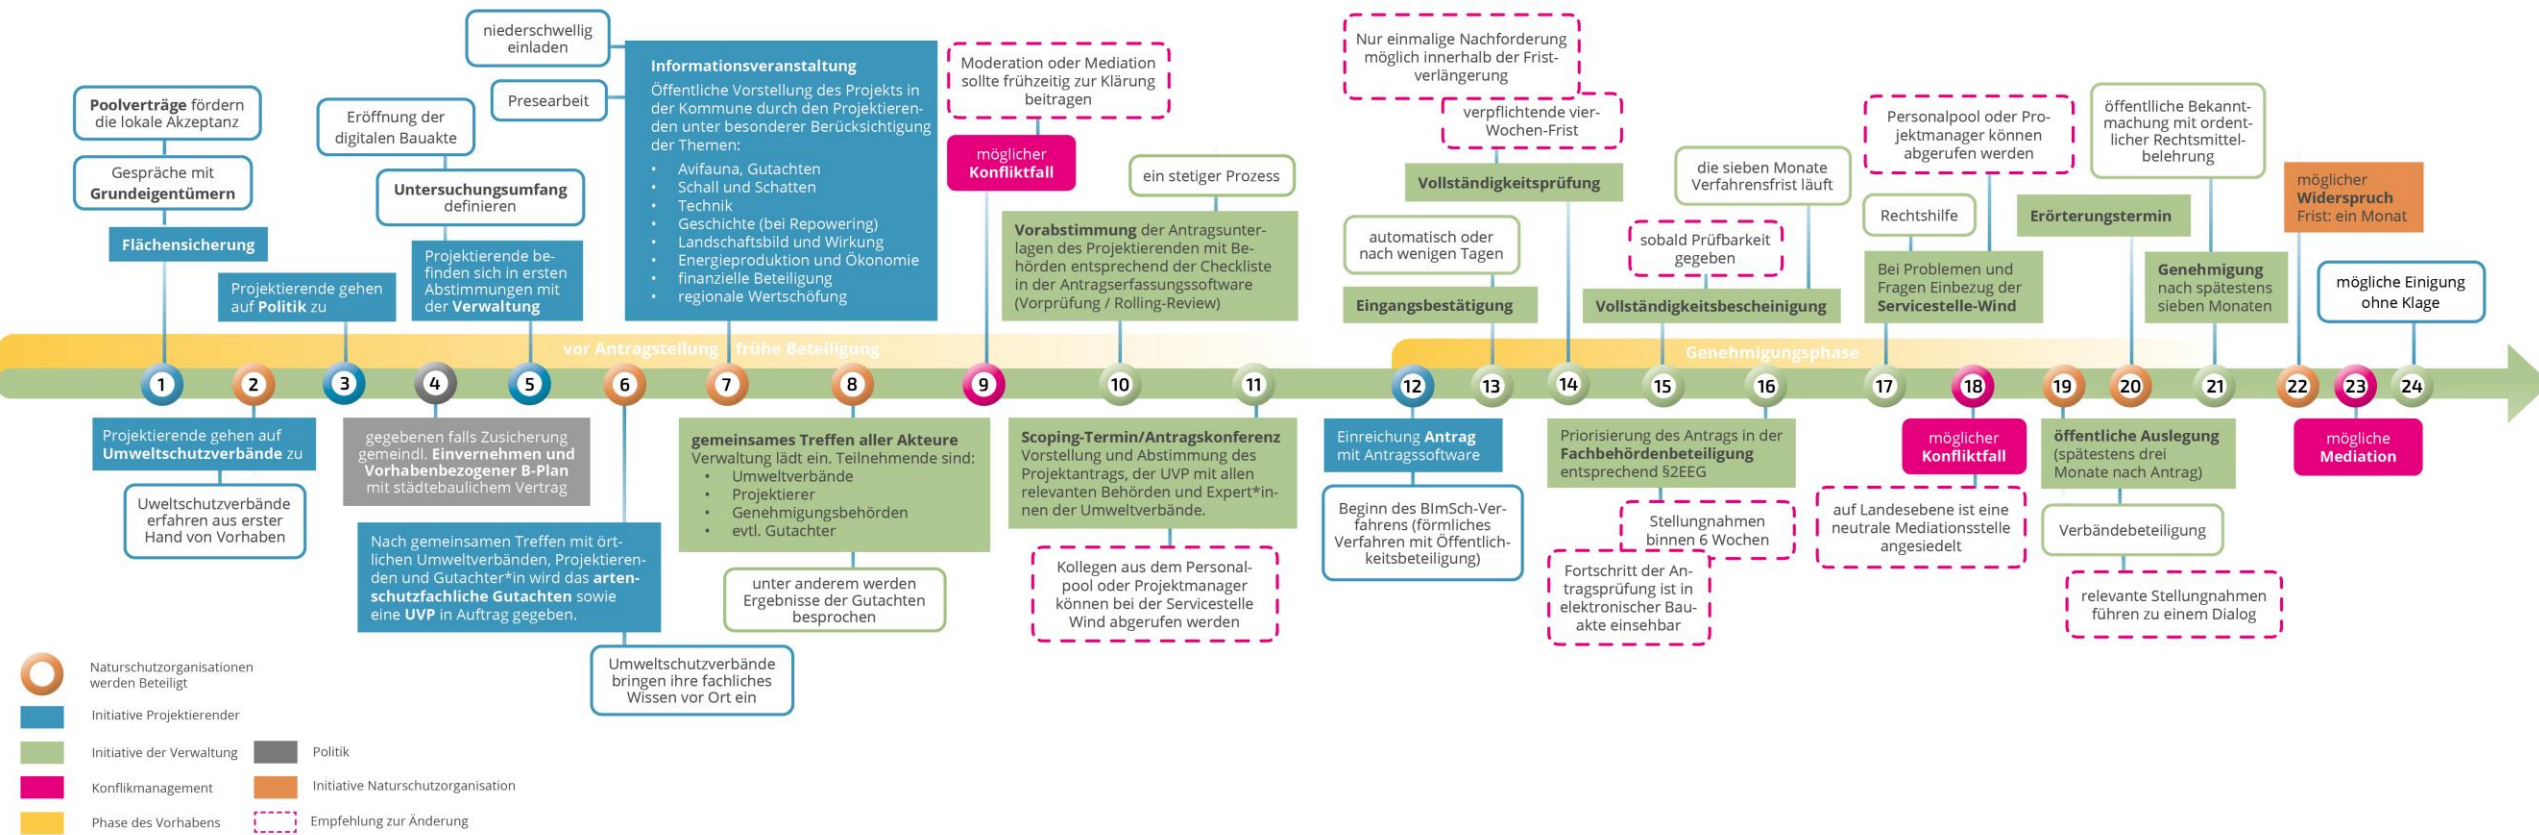 niederschwellig
einladen
Presearbeit
Informationsveranstaltung
Öffentliche Vorstellung des Projekts in
der Kommune durch den Projektieren-
den unter besonderer Berücksichtigung
der Themen:
• Avifauna, Gutachten
• Schall und Schatten
• Technik
• Geschichte (bei Repowering)
• Landschaftsbild und Wirkung
• Energieproduktion und Ökonomie
• finanzielle Beteiligung
• regionale Wertschöfung
Poolverträge fördern
die lokale Akzeptanz
Gespräche mit
Grundeigentümern
Flächensicherung
Projektierende gehen
auf Politik zu
Eröffnung der
digitalen Bauakte
Untersuchungsumfang
definieren
Projektierende be-
finden sich in ersten
Abstimmungen mit
der Verwaltung
Moderation oder Mediation
sollte frühzeitig zur Klärung
beitragen
möglicher
Konfliktfall
ein stetiger Prozess
Vorabstimmung der Antragsunter-
lagen des Projektierenden mit Be-
hörden entsprechend der Checkliste
in der Antragserfassungssoftware
(Vorprüfung / Rolling-Review)
Nur einmalige Nachforderung
möglich innerhalb der Frist-
verlängerung
verpflichtende vier-
Wochen-Frist
Vollständigkeitsprüfung
automatisch oder
nach wenigen Tagen
Eingangsbestätigung
die sieben Monate
Verfahrensfrist läuft
sobald Prüfbarkeit
gegeben
Vollständigkeitsbescheinigung
Personalpool oder Pro-
jektmanager können
abgerufen werden
Rechtshilfe
Bei Problemen und
Fragen Einbezug der
Servicestelle-Wind
Erörterungstermin
öffentlliche Bekannt-
machung mit ordent-
licher Rechtsmittel-
belehrung
Genehmigung
nach spätestens
sieben Monaten
möglicher
Widerspruch
Frist: ein Monat
mögliche Einigung
ohne Klage
vor Antragstellung
frühe Beteiligung
Genehmigungsphase
1 2 3 4 5 6 7 8 9 10 11 12 13 14 15 16 17 18 19 20 21 22 23 24
Projektierende gehen auf
Umweltschutzverbände zu
Uweltschutzverbände
erfahren aus erster
Hand von Vorhaben
gegebenen falls Zusicherung
gemeindl. Einvernehmen und
Vorhabenbezogener B-Plan
mit städtebaulichem Vertrag
Nach gemeinsamen Treffen mit ört-
lichen Umweltverbänden, Projektieren-
den und Gutachter*in wird das arten-
schutzfachliche Gutachten sowie
eine UVP in Auftrag gegeben.
Umweltschutzverbände
bringen ihre fachliches
Wissen vor Ort ein
gemeinsames Treffen aller Akteure
Verwaltung lädt ein. Teilnehmende sind:
• Umweltverbände
• Projektierer
• Genehmigungsbehörden
• evtl. Gutachter
unter anderem werden
Ergebnisse der Gutachten
besprochen
Scoping-Termin/Antragskonferenz
Vorstellung und Abstimmung des
Projektantrags, der UVP mit allen
relevanten Behörden und Expert*in-
nen der Umweltverbände.
Kollegen aus dem Personal-
pool oder Projektmanager
können bei der Servicestelle
Wind abgerufen werden
Einreichung Antrag
mit Antragssoftware
Beginn des BImSch-Ver-
fahrens (förmliches
Verfahren mit Öffentlich-
keitsbeteiligung)
Priorisierung des Antrags in der
Fachbehördenbeteiligung
entsprechend §2EEG
Stellungnahmen
binnen 6 Wochen
Fortschritt der An-
tragsprüfung ist in
elektronischer Bau-
akte einsehbar
möglicher
Konfliktfall
auf Landesebene ist eine
neutrale Mediationsstelle
angesiedelt
öffentliche Auslegung
(spätestens drei
Monate nach Antrag)
Verbändebeteiligung
relevante Stellungnahmen
führen zu einem Dialog
mögliche
Mediation
Naturschutzorganisationen
werden Beteiligt
Initiative Projektierender
Initiative der Verwaltung
Konflikmanagement
Phase des Vorhabens
Politik
Initiative Naturschutzorganisation
Empfehlung zur Änderung